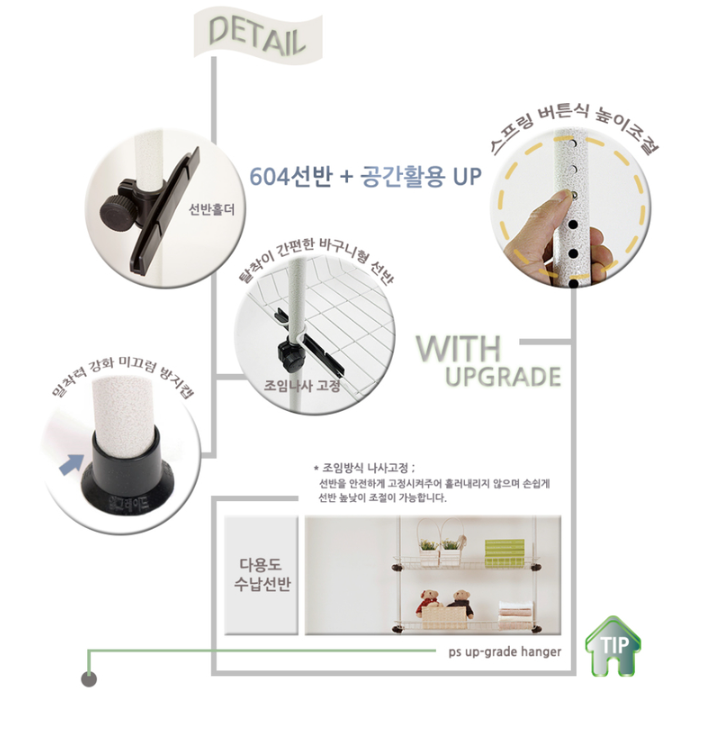 DETAIL
스프링 버튼식 높이조절
604선반 + 공간활용 UP
선반홀더
탈착이 간편한 바구니형 선반
WITH
UPGRADE
밀착력 강화 미끄럼 방지캡
조임나사 고정
* 조임방식 나사고정 ;
선반을 안전하게 고정시켜주어 흘러내리지 않으며 손쉽게
선반 높낮이 조절이 가능합니다.
업그레이드
다용도
수납선반
TIP
ps up-grade hanger